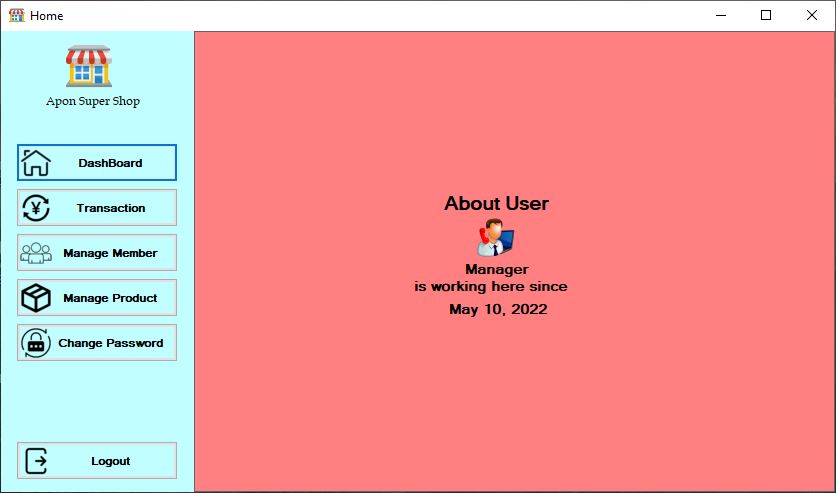 Home
Apon Super Shop
DashBoard
Transaction
Manage Member
Manage Product
Change Password
Logout
About User
Manager
is working here since
May 10, 2022